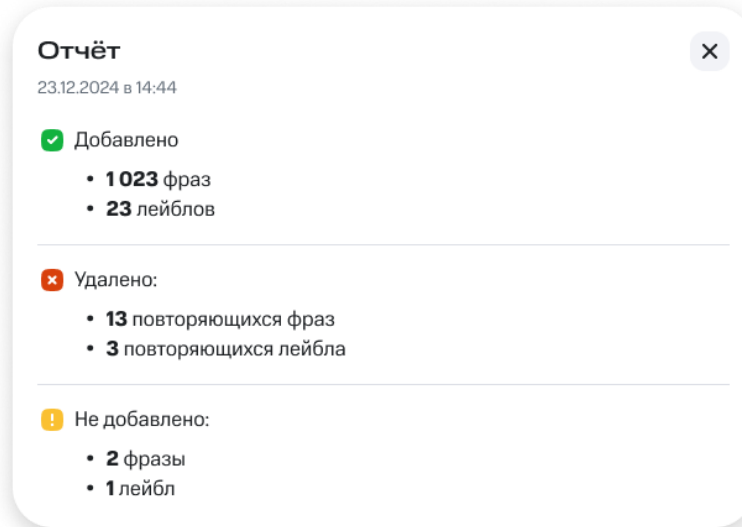 Отчёт
23.12.2024 в 14:44
Добавлено
• 1 023 фраз
• 23 лейблов
Удалено:
• 13 повторяющихся фраз
• 3 повторяющихся лейбла
Не добавлено:
• 2 фразы
• 1 лейбл